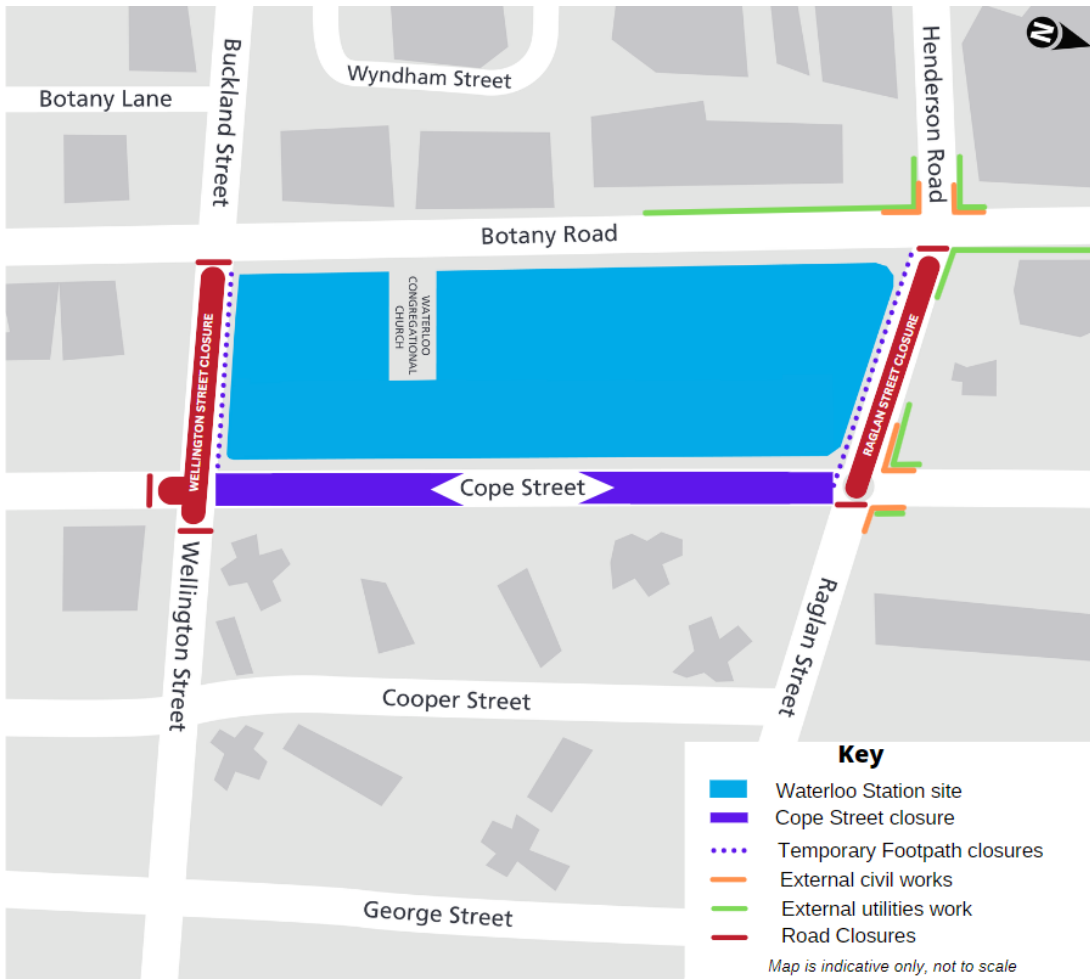 N
Botany Lane
Buckland Street
Wyndham Street
Henderson Road
Botany Road
WATERLOO
CONGREGATIONAL
CHURCH
WELLINGTON STREET CLOSURE
RAGLAN STREET CLOSURE
Cope Street
Wellington Street
Raglan Street
Cooper Street
George Street
Key
Waterloo Station site
Cope Street closure
Temporary Footpath closures
External civil works
External utilities work
Road Closures
Map is indicative only, not to scale